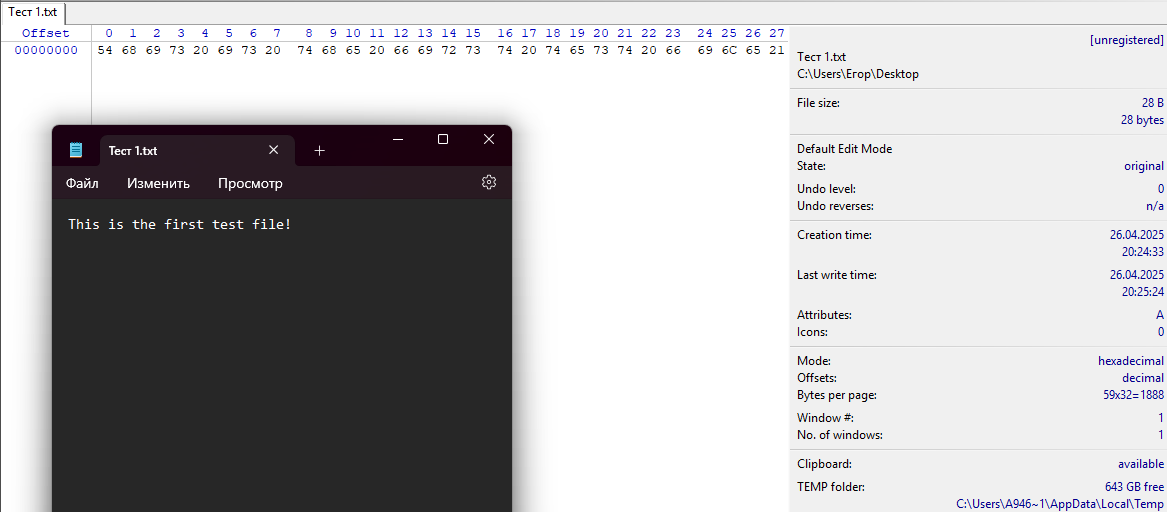 Тест 1.txt
Offset 0 1 2 3 4 5 6 7 8 9 10 11 12 13 14 15 16 17 18 19 20 21 22 23 24 25 26 27
00000000 54 68 69 73 20 69 73 20 74 68 65 20 66 69 72 73 74 20 74 65 73 74 20 66 69 6C 65 21
[unregistered]
Тест 1.txt
C:\Users\Егор\Desktop
File size: 28 B
28 bytes
Default Edit Mode
State: original
Undo level: 0
Undo reverses: n/a
Creation time: 26.04.2025
20:24:33
Last write time: 26.04.2025
20:25:24
Attributes: A
Icons: 0
Mode: hexadecimal
Offsets: decimal
Bytes per page: 59x32=1888
Window #: 1
No. of windows: 1
Clipboard: available
TEMP folder: 643 GB free
C:\Users\A946~1\AppData\Local\Temp
Тест 1.txt
Файл Изменить Просмотр
This is the first test file!